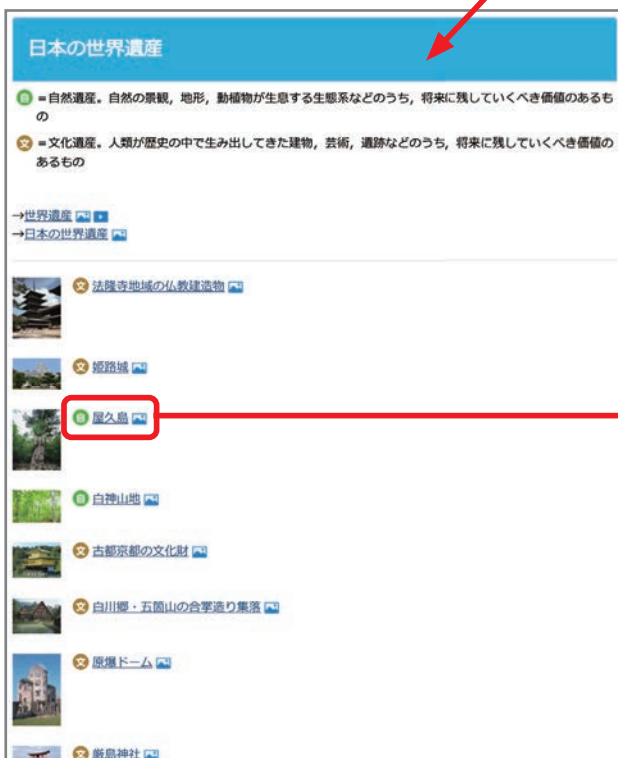 日本の世界遺産
自 =自然遺産。自然の景観，地形，動植物が生息する生態系などのうち，将来に残していくべき価値のあるも
の
文 =文化遺産。人類が歴史の中で生み出してきた建物，芸術，遺跡などのうち，将来に残していくべき価値の
あるもの
→世界遺産
→日本の世界遺産
文 法隆寺地域の仏教建造物
文 姫路城
自 屋久島
自 白神山地
文 古都京都の文化財
文 白川郷・五箇山の合掌造り集落
文 原爆ドーム
文 厳島神社